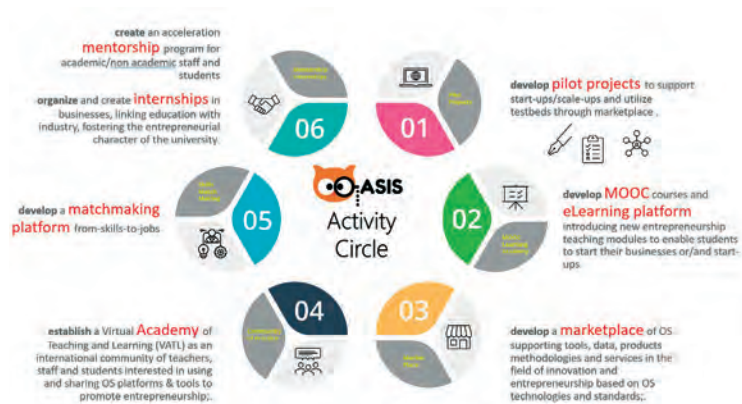 create an acceleration
mentorship program for
academic/non academic staff and
students
organize and create internships in
businesses, linking education with
industry, fostering the entrepreneurial
character of the university.
06
01
develop pilot projects to support
start-ups/scale-ups and utilize
testbeds through marketplace .
develop a matchmaking
platform from-skills-to-jobs
05
ASIS
Activity
Circle
02
develop MOOC courses and
eLearning platform
introducing new entrepreneurship
teaching modules to enable students
to start their businesses or/and start-
ups
establish a Virtual Academy of
Teaching and Learning (VATL) as an
international community of teachers,
staff and students interested in using
and sharing OS platforms & tools to
promote entrepreneurship;.
04
03
develop a marketplace of OS
supporting tools, data, products
methodologies and services in the
field of innovation and
entrepreneurship based on OS
technologies and standards;.